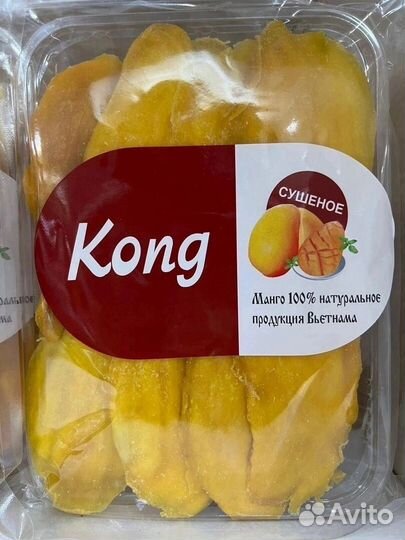 Kong
СУШЕНОЕ
Манго 100% натуральное
продукция Вьетнама
Avito